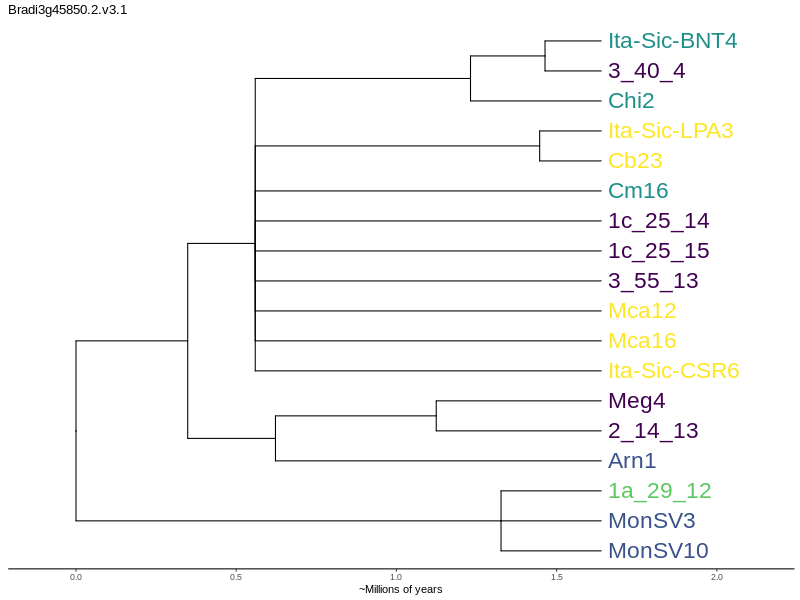 Bradi3g45850.2.v3.1
Ita-Sic-BNT4
3_40_4
Chi2
Ita-Sic-LPA3
Cb23
Cm16
1c_25_14
1c_25_15
3_55_13
Mca12
Mca16
Ita-Sic-CSR6
Meg4
2_14_13
Arn1
1a_29_12
MonSV3
MonSV10
0.0 0.5 1.0 1.5 2.0
~Millions of years